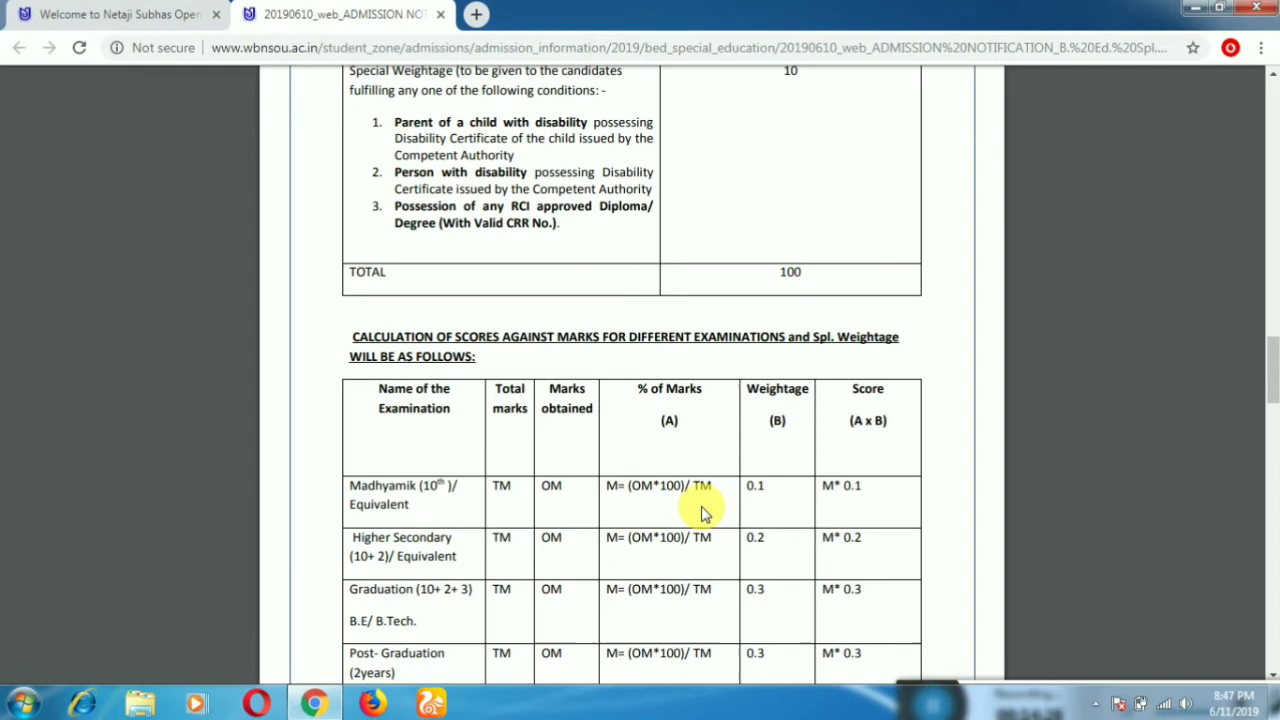 Welcome to Netaji Subhas Open
20190610_web_ADMISSION NOT
Not secure
www.wbnsou.ac.in/student_zone/admissions/admission_information/2019/bed_special_education/20190610_web_ADMISSION%20NOTIFICATION_B.%20Ed.%20Spl....
Special Weightage (to be given to the candidates 10
fulfilling any one of the following conditions: -
1. Parent of a child with disability possessing
Disability Certificate of the child issued by the
Competent Authority
2. Person with disability possessing Disability
Certificate issued by the Competent Authority
3. Possession of any RCI approved Diploma/
Degree (With Valid CRR No.).
TOTAL 100
CALCULATION OF SCORES AGAINST MARKS FOR DIFFERENT EXAMINATIONS and Spl. Weightage
WILL BE AS FOLLOWS:
Name of the Total Marks % of Marks Weightage Score
Examination marks obtained (A) (B) (A x B)
Madhyamik (10th )/ TM OM M= (OM*100)/ TM 0.1 M* 0.1
Equivalent
Higher Secondary TM OM M= (OM*100)/ TM 0.2 M* 0.2
(10+ 2)/ Equivalent
Graduation (10+ 2+ 3) TM OM M= (OM*100)/ TM 0.3 M* 0.3
B.E/ B.Tech.
Post- Graduation TM OM M= (OM*100)/ TM 0.3 M* 0.3
(2years)
8:47 PM
6/11/2019